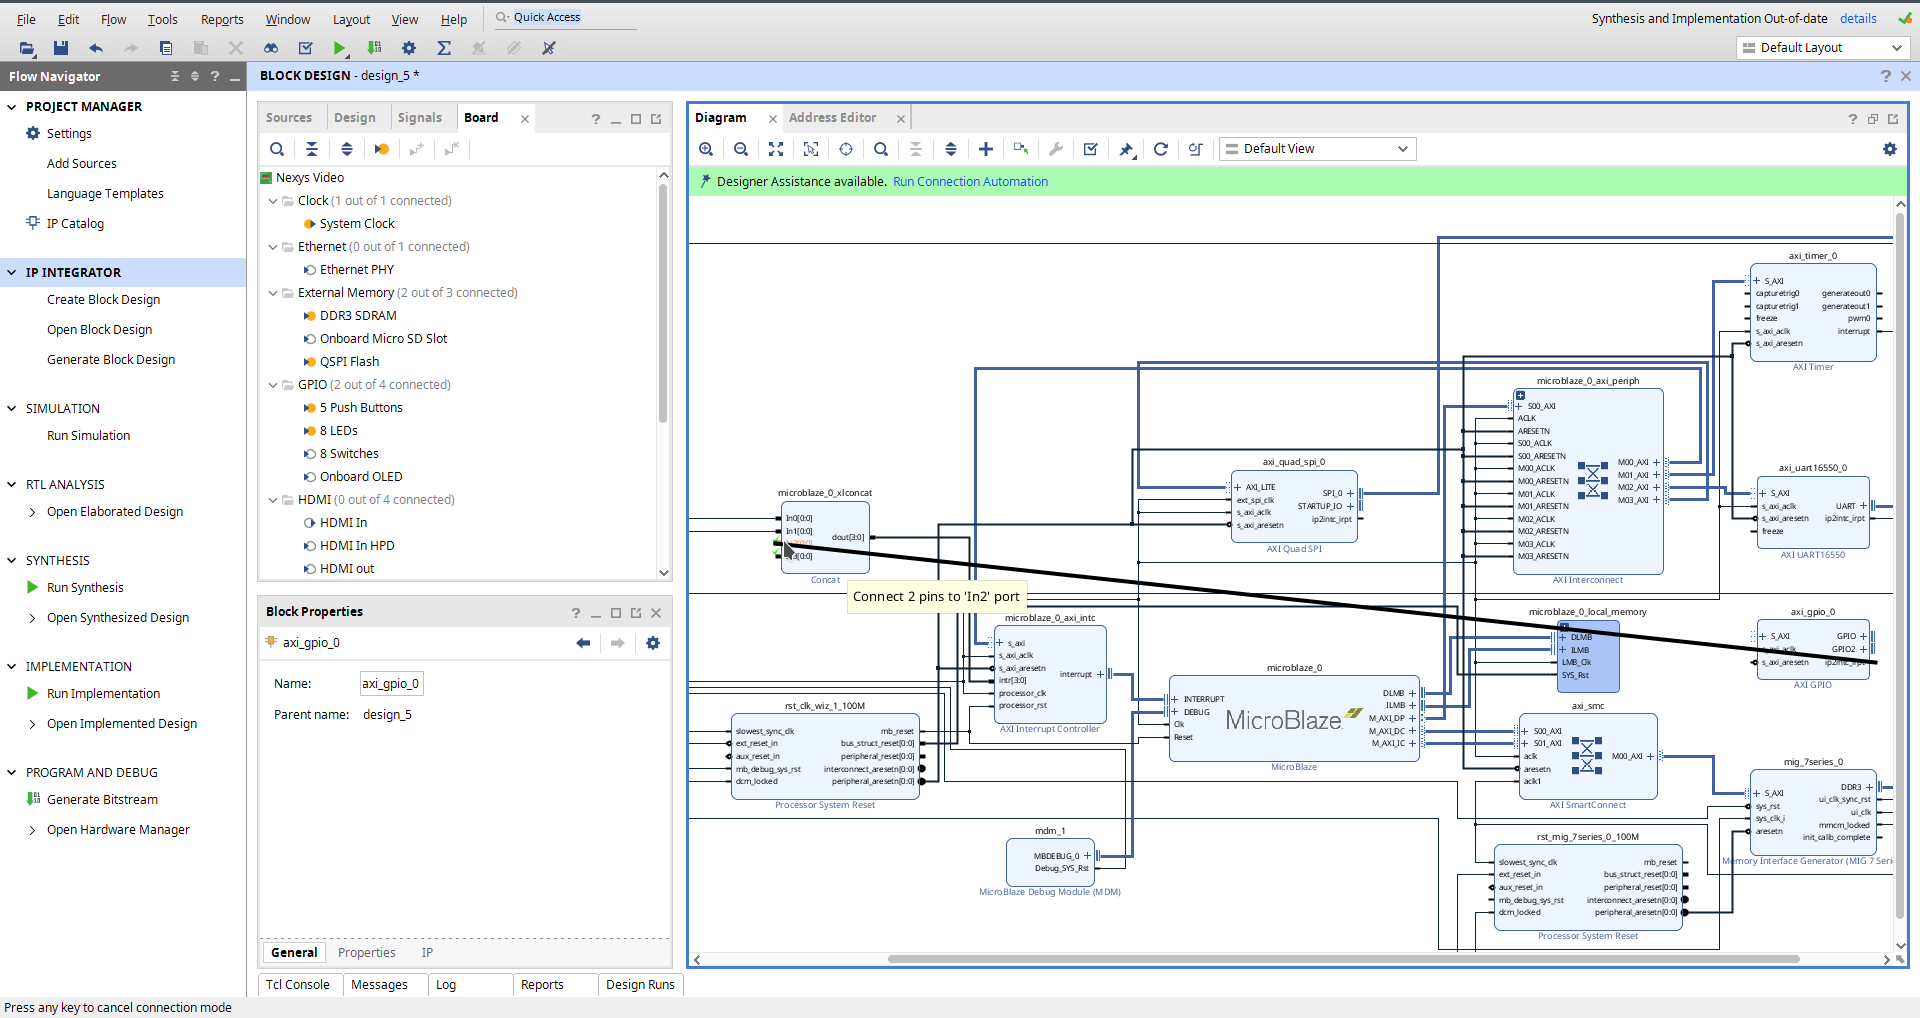 File Edit Flow Tools Reports Window Layout View Help Quick Access
Synthesis and Implementation Out-of-date details
Default Layout
Flow Navigator
BLOCK DESIGN - design_5 *
PROJECT MANAGER
Settings
Add Sources
Language Templates
IP Catalog
IP INTEGRATOR
Create Block Design
Open Block Design
Generate Block Design
SIMULATION
Run Simulation
RTL ANALYSIS
Open Elaborated Design
SYNTHESIS
Run Synthesis
Open Synthesized Design
IMPLEMENTATION
Run Implementation
Open Implemented Design
PROGRAM AND DEBUG
Generate Bitstream
Open Hardware Manager
Sources Design Signals Board
Nexys Video
Clock (1 out of 1 connected)
System Clock
Ethernet (0 out of 1 connected)
Ethernet PHY
External Memory (2 out of 3 connected)
DDR3 SDRAM
Onboard Micro SD Slot
QSPI Flash
GPIO (2 out of 4 connected)
5 Push Buttons
8 LEDs
8 Switches
Onboard OLED
HDMI (0 out of 4 connected)
HDMI In
HDMI In HPD
HDMI out
Block Properties
axi_gpio_0
Name: axi_gpio_0
Parent name: design_5
General Properties IP
Tcl Console Messages Log Reports Design Runs
Press any key to cancel connection mode
Diagram Address Editor
Default View
Designer Assistance available. Run Connection Automation
microblaze_0_xlconcat
In0[0:0]
In1[0:0]
dout[3:0]
Concat
Connect 2 pins to 'In2' port
microblaze_0_axi_intc
s_axi
s_axi_aclk
s_axi_aresetn
intr[3:0]
processor_clk
processor_rst
interrupt
AXI Interrupt Controller
rst_clk_wiz_1_100M
slowest_sync_clk
ext_reset_in
aux_reset_in
mb_debug_sys_rst
dcm_locked
mb_reset
bus_struct_reset[0:0]
peripheral_reset[0:0]
interconnect_aresetn[0:0]
peripheral_aresetn[0:0]
Processor System Reset
mdm_1
MBDEBUG_0
Debug_SYS_Rst
MicroBlaze Debug Module (MDM)
axi_quad_spi_0
AXI_LITE
ext_spi_clk
s_axi_aclk
s_axi_aresetn
SPI_0
STARTUP_IO
ip2intc_irpt
AXI Quad SPI
microblaze_0
INTERRUPT
DEBUG
Clk
Reset
MicroBlaze
DLMB
ILMB
M_AXI_DP
M_AXI_DC
M_AXI_IC
MicroBlaze
microblaze_0_axi_periph
S00_AXI
ACLK
ARESETN
S00_ACLK
S00_ARESETN
M00_ACLK
M00_ARESETN
M01_ACLK
M01_ARESETN
M02_ACLK
M02_ARESETN
M03_ACLK
M03_ARESETN
M00_AXI
M01_AXI
M02_AXI
M03_AXI
AXI Interconnect
microblaze_0_local_memory
DLMB
ILMB
LMB_Clk
SYS_Rst
axi_smc
S00_AXI
S01_AXI
aclk
aresetn
aclk1
M00_AXI
AXI SmartConnect
rst_mig_7series_0_100M
slowest_sync_clk
ext_reset_in
aux_reset_in
mb_debug_sys_rst
dcm_locked
mb_reset
bus_struct_reset[0:0]
peripheral_reset[0:0]
interconnect_aresetn[0:0]
peripheral_aresetn[0:0]
Processor System Reset
axi_timer_0
S_AXI
capturetrig0
capturetrig1
freeze
s_axi_aclk
s_axi_aresetn
generateout0
generateout1
pwm0
interrupt
AXI Timer
axi_uart16550_0
S_AXI
s_axi_aclk
s_axi_aresetn
freeze
UART
ip2intc_irpt
AXI UART16550
axi_gpio_0
S_AXI
s_axi_aclk
s_axi_aresetn
GPIO
GPIO2
ip2intc_irpt
AXI GPIO
mig_7series_0
S_AXI
sys_rst
sys_clk_i
aresetn
DDR3
ui_clk_sync_rst
ui_clk
mmcm_locked
init_calib_complete
Memory Interface Generator (MIG 7 Seri